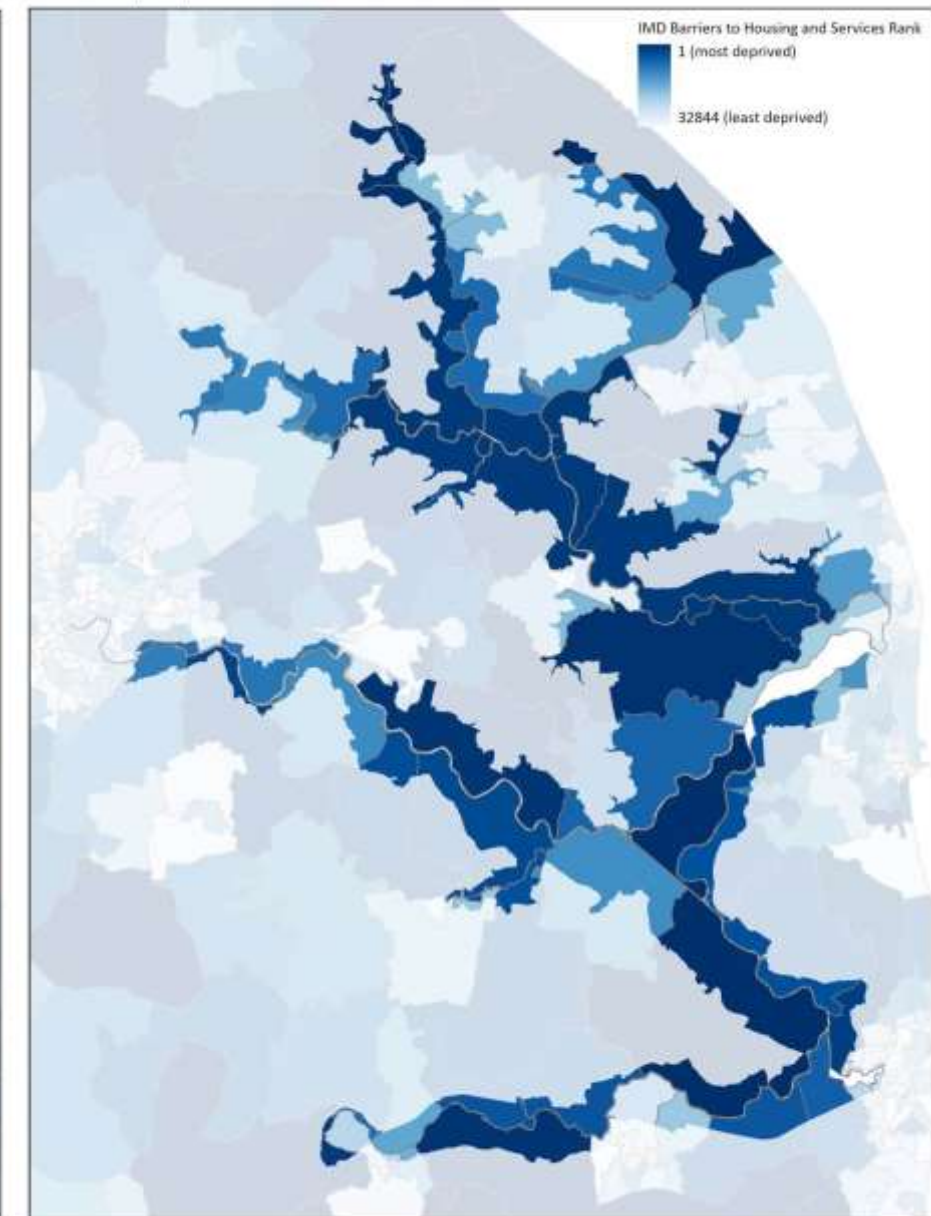 IMD Barriers to Housing and Services Rank
1 (most deprived)
32844 (least deprived)